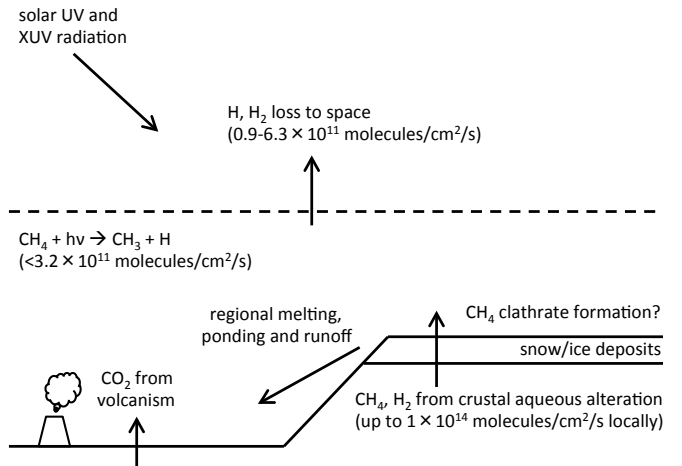 solar UV and
XUV radiation
H, H₂ loss to space
(0.9-6.3 × 10¹¹ molecules/cm²/s)
CH₄ + hν → CH₃ + H
(<3.2 × 10¹¹ molecules/cm²/s)
regional melting,
ponding and runoff
CH₄ clathrate formation?
snow/ice deposits
CO₂ from
volcanism
CH₄, H₂ from crustal aqueous alteration
(up to 1 × 10¹⁴ molecules/cm²/s locally)